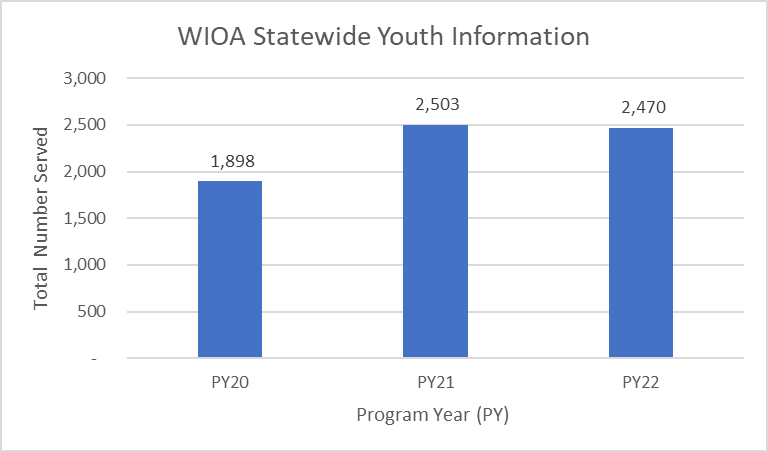 WIOA Statewide Youth Information
3,000
2,500
2,000
1,500
1,000
500
-
Total Number Served
1,898
2,503
2,470
PY20
PY21
PY22
Program Year (PY)